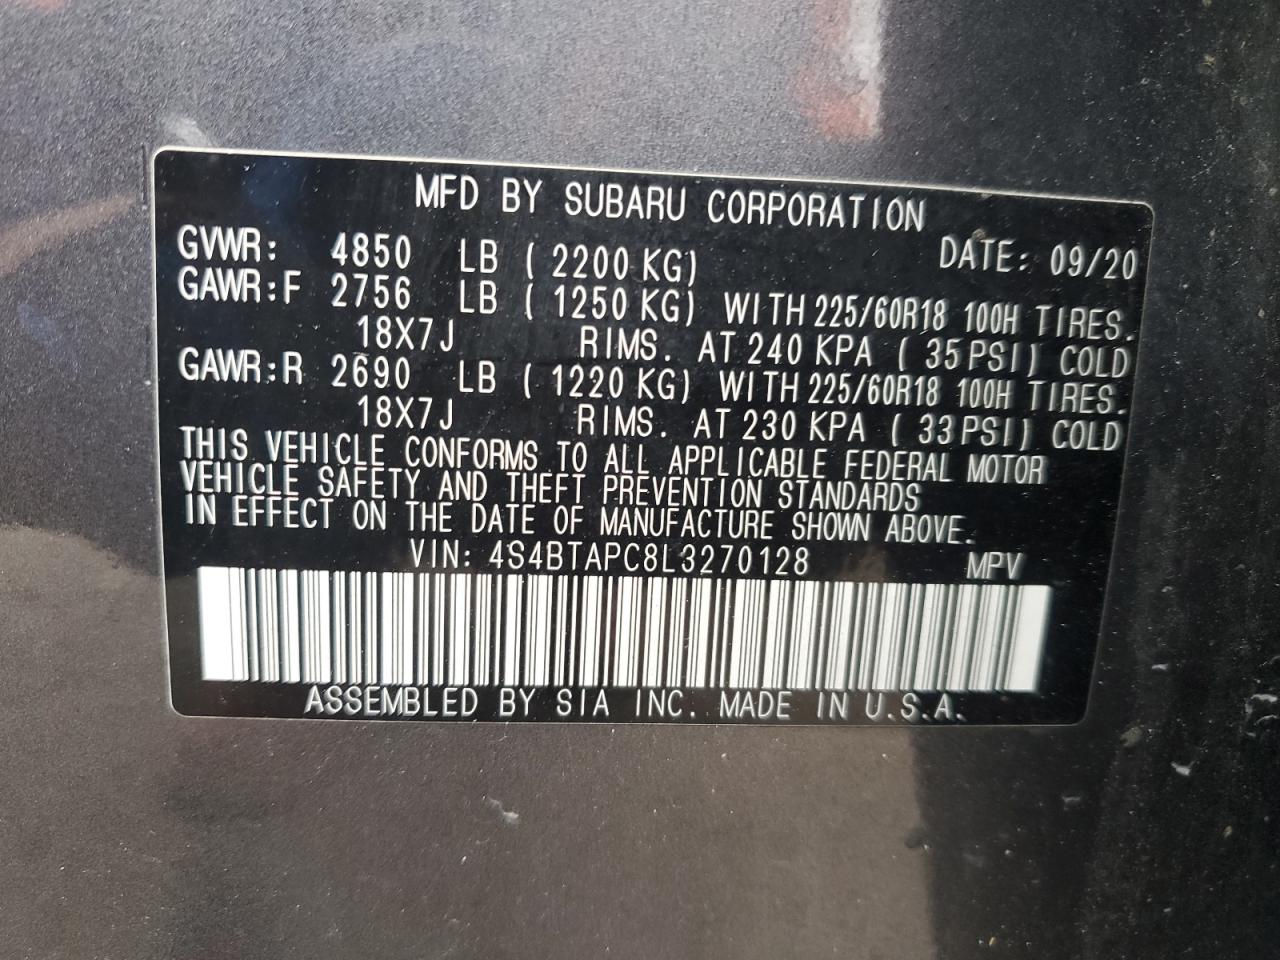 MFD BY SUBARU CORPORATION
GVWR: 4850 LB ( 2200 KG) DATE: 09/20
GAWR:F 2756 LB ( 1250 KG) WITH 225/60R18 100H TIRES.
18X7J RIMS. AT 240 KPA ( 35 PSI) COLD
GAWR:R 2690 LB ( 1220 KG) WITH 225/60R18 100H TIRES.
18X7J RIMS. AT 230 KPA ( 33 PSI) COLD
THIS VEHICLE CONFORMS TO ALL APPLICABLE FEDERAL MOTOR
VEHICLE SAFETY AND THEFT PREVENTION STANDARDS
IN EFFECT ON THE DATE OF MANUFACTURE SHOWN ABOVE.
VIN: 4S4BTAPC8L3270128 MPV
ASSEMBLED BY SIA INC. MADE IN U.S.A.